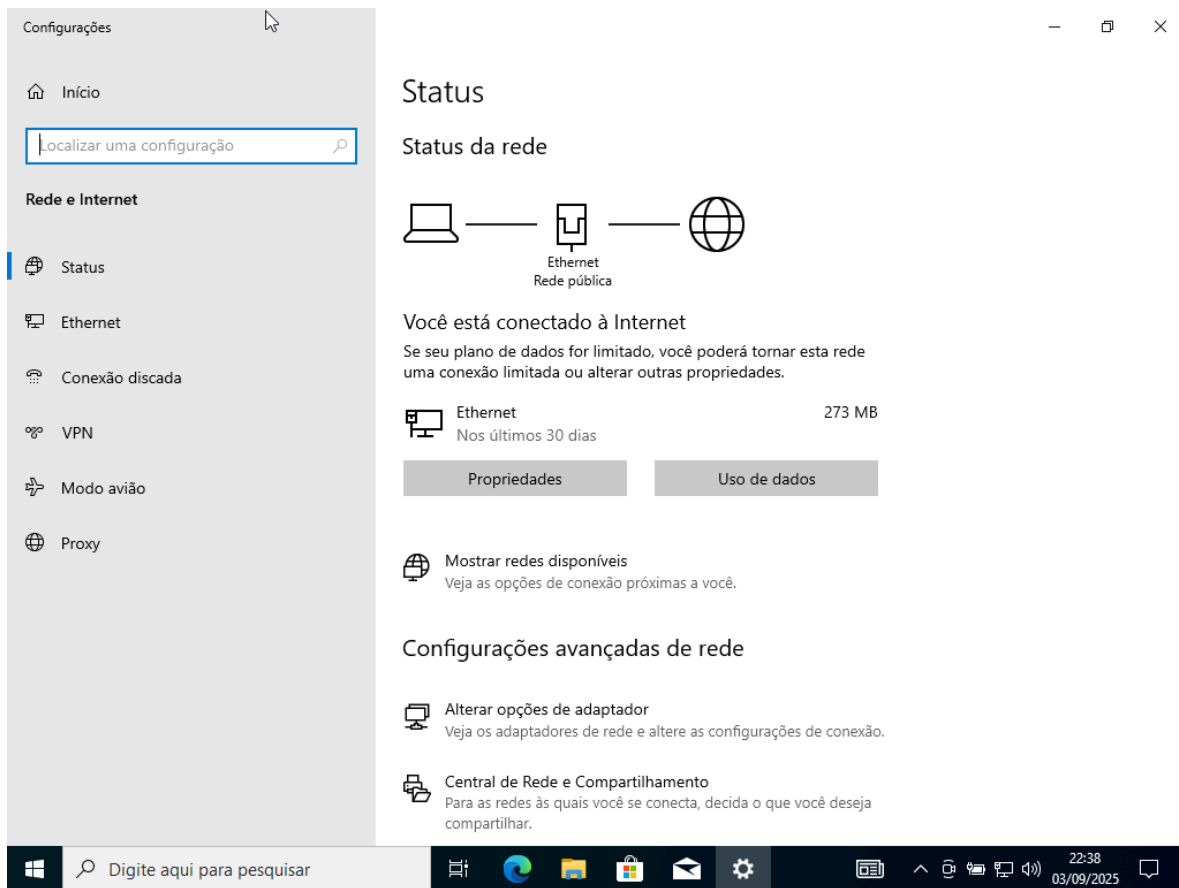 Configurações
Início
Localizar uma configuração
Rede e Internet
Status
Ethernet
Conexão discada
VPN
Modo avião
Proxy
Status
Status da rede
Ethernet
Rede pública
Você está conectado à Internet
Se seu plano de dados for limitado, você poderá tornar esta rede
uma conexão limitada ou alterar outras propriedades.
Ethernet 273 MB
Nos últimos 30 dias
Propriedades Uso de dados
Mostrar redes disponíveis
Veja as opções de conexão próximas a você.
Configurações avançadas de rede
Alterar opções de adaptador
Veja os adaptadores de rede e altere as configurações de conexão.
Central de Rede e Compartilhamento
Para as redes às quais você se conecta, decida o que você deseja
compartilhar.
Digite aqui para pesquisar
22:38
03/09/2025